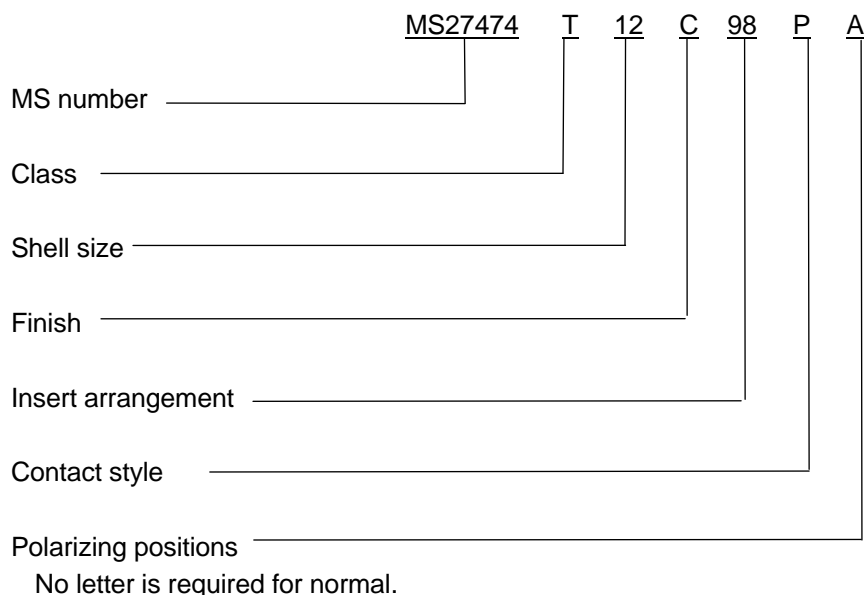 MS27474 T 12 C 98 P A
MS number
Class
Shell size
Finish
Insert arrangement
Contact style
Polarizing positions
No letter is required for normal.